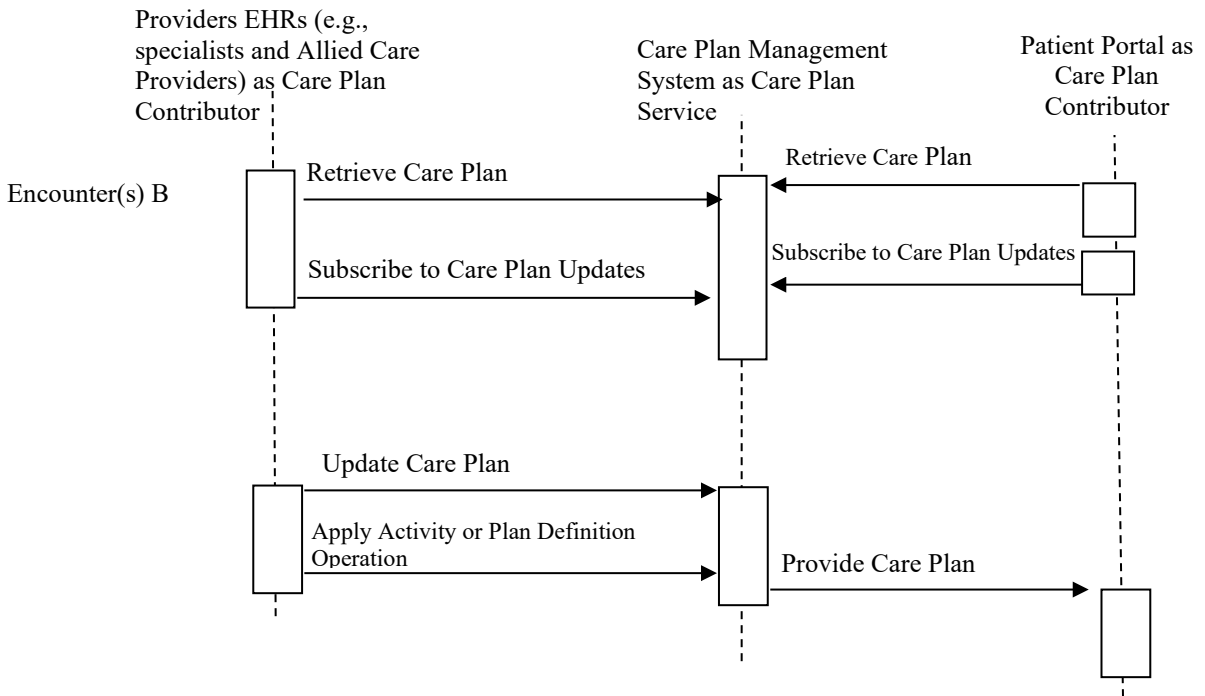 Providers EHRs (e.g.,
specialists and Allied Care
Providers) as Care Plan
Contributor
Care Plan Management
System as Care Plan
Service
Patient Portal as
Care Plan
Contributor
Encounter(s) B
Retrieve Care Plan
Retrieve Care Plan
Subscribe to Care Plan Updates
Subscribe to Care Plan Updates
Update Care Plan
Apply Activity or Plan Definition
Operation
Provide Care Plan